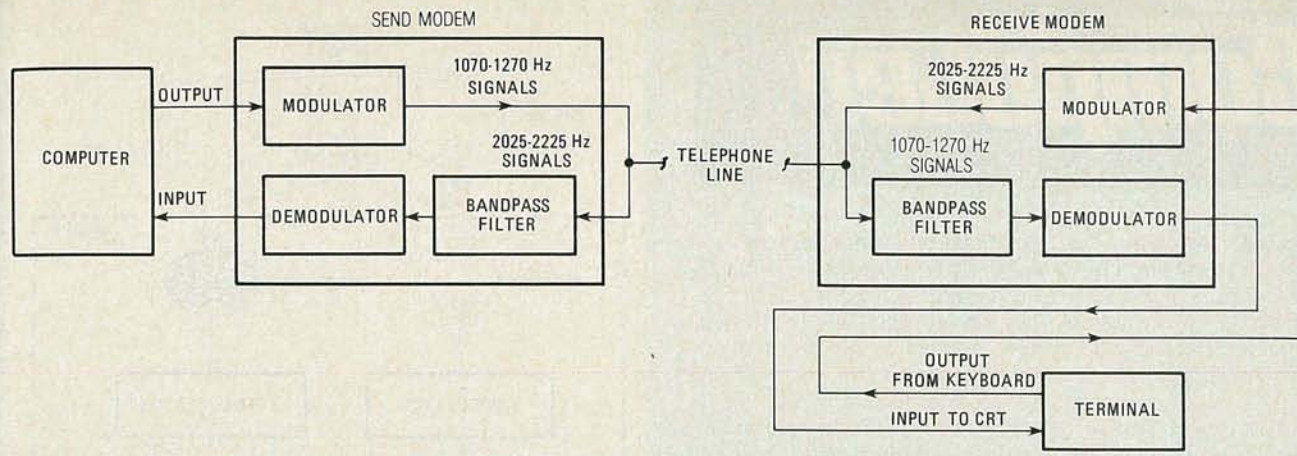 SEND MODEM
COMPUTER
OUTPUT
INPUT
MODULATOR
1070-1270 Hz
SIGNALS
2025-2225 Hz
SIGNALS
DEMODULATOR
BANDPASS
FILTER
TELEPHONE
LINE
RECEIVE MODEM
2025-2225 Hz
SIGNALS
MODULATOR
1070-1270 Hz
SIGNALS
BANDPASS
FILTER
DEMODULATOR
OUTPUT
FROM KEYBOARD
INPUT TO CRT
TERMINAL